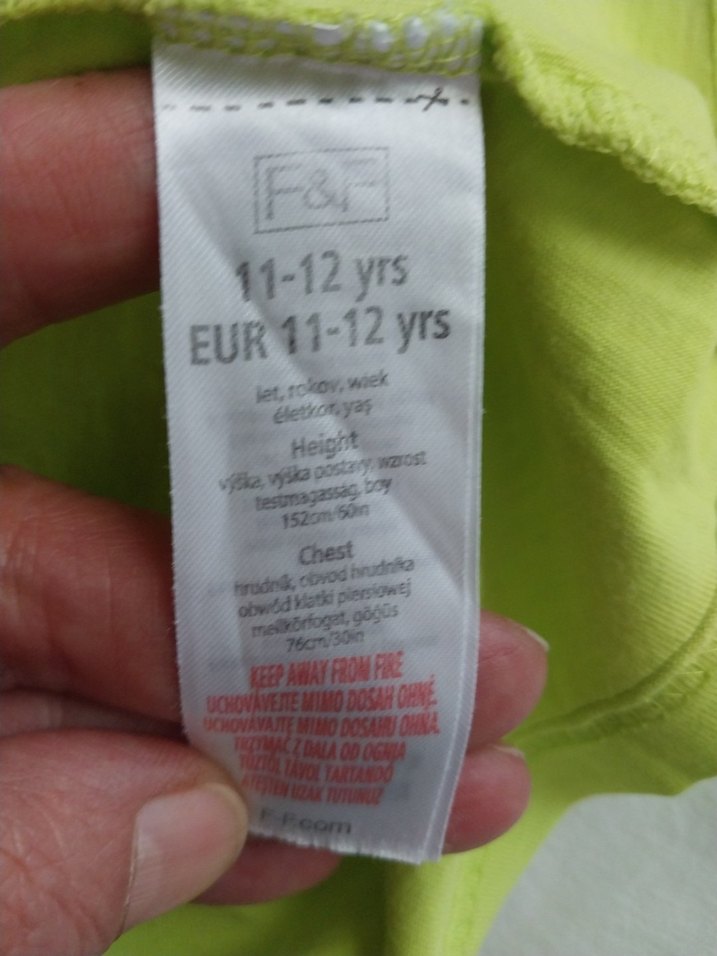 F&F
11-12 yrs
EUR 11-12 yrs
let, rokov, wiek
életkor, yaş
Height
výška, výška postavy, wzrost
testmagasság, boy
152cm/60in
Chest
hrudník, obvod hrudníka
obwód klatki piersiowej
mellkörfogat, göğüs
76cm/30in
KEEP AWAY FROM FIRE
UCHOVÁVEJTE MIMO DOSAH OHNĚ.
UCHOVÁVAJTE MIMO DOSAHU OHŇA.
TRZYMAĆ Z DALA OD OGNIA
TŰZTŐL TÁVOL TARTANDÓ
ATEŞTEN UZAK TUTUNUZ
F-F.com